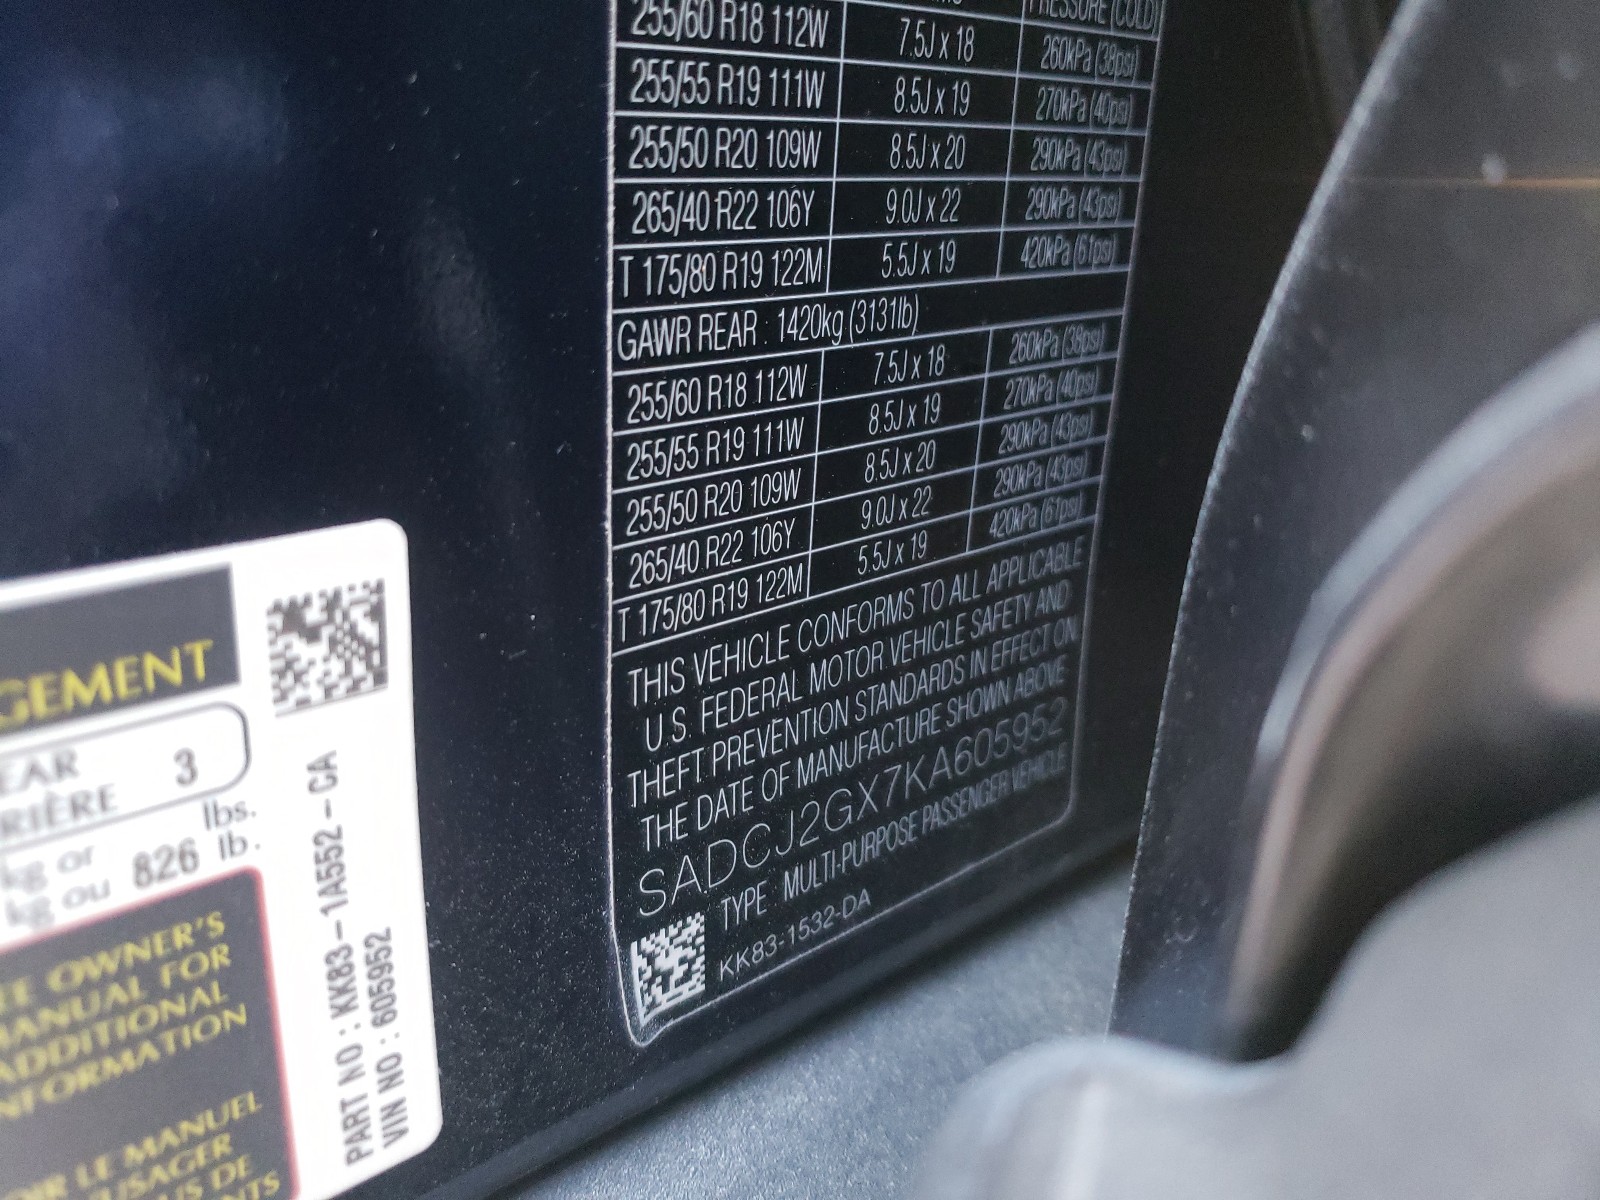 PRESSURE (COLD)
255/60 R18 112W 7.5J x 18 260kPa (38psi)
255/55 R19 111W 8.5J x 19 270kPa (40psi)
255/50 R20 109W 8.5J x 20 290kPa (43psi)
265/40 R22 106Y 9.0J x 22 290kPa (43psi)
T 175/80 R19 122M 5.5J x 19 420kPa (61psi)
GAWR REAR : 1420kg (3131lb)
255/60 R18 112W 7.5J x 18 260kPa (38psi)
255/55 R19 111W 8.5J x 19 270kPa (40psi)
255/50 R20 109W 8.5J x 20 290kPa (43psi)
265/40 R22 106Y 9.0J x 22 290kPa (43psi)
T 175/80 R19 122M 5.5J x 19 420kPa (61psi)
THIS VEHICLE CONFORMS TO ALL APPLICABLE
U.S. FEDERAL MOTOR VEHICLE SAFETY AND
THEFT PREVENTION STANDARDS IN EFFECT ON
THE DATE OF MANUFACTURE SHOWN ABOVE
SADCJ2GX7KA605952
TYPE MULTI-PURPOSE PASSENGER VEHICLE
KK83-1532-DA
GEMENT
EAR
RIÈRE 3
kg or 826 lbs.
kg ou lb.
EE OWNER'S
MANUAL FOR
ADDITIONAL
INFORMATION
OIR LE MANUEL
USAGER
US DE
NTS
PART NO : KK83-1A552-CA
VIN NO : 605952